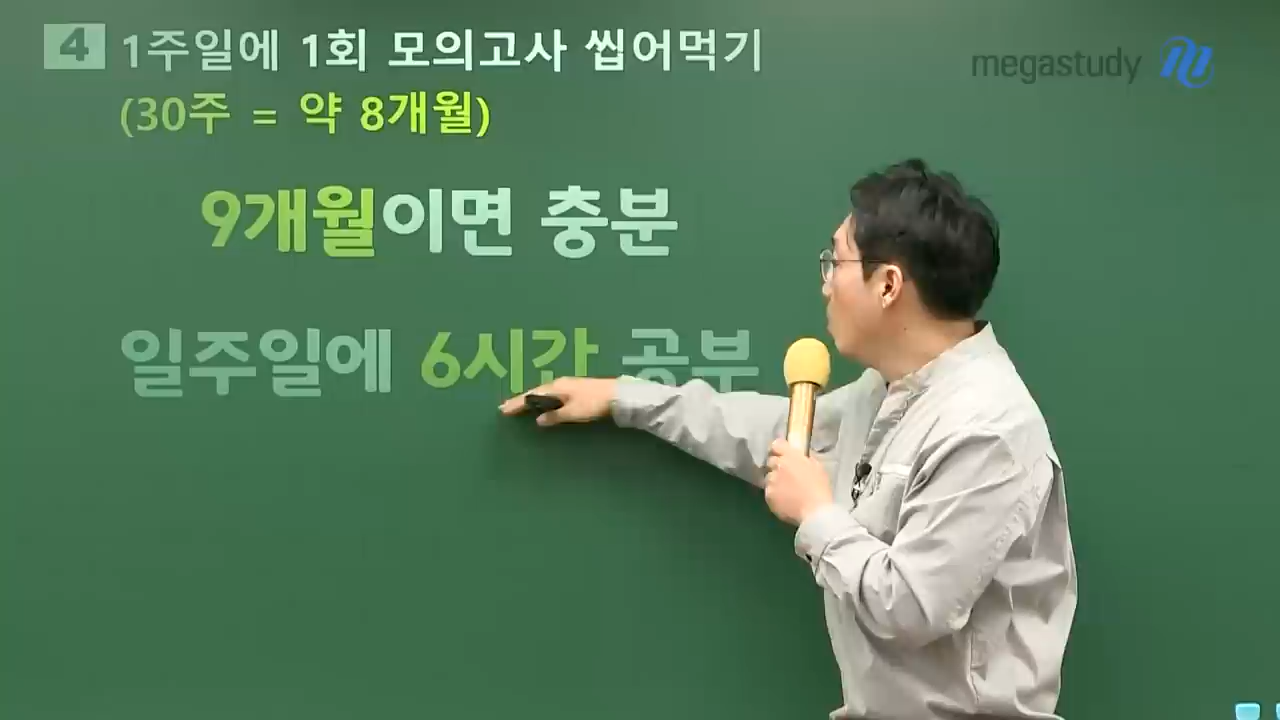 4 1주일에 1회 모의고사 씹어먹기
megastudy
(30주 = 약 8개월)
9개월이면 충분
일주일에 6시간 공부